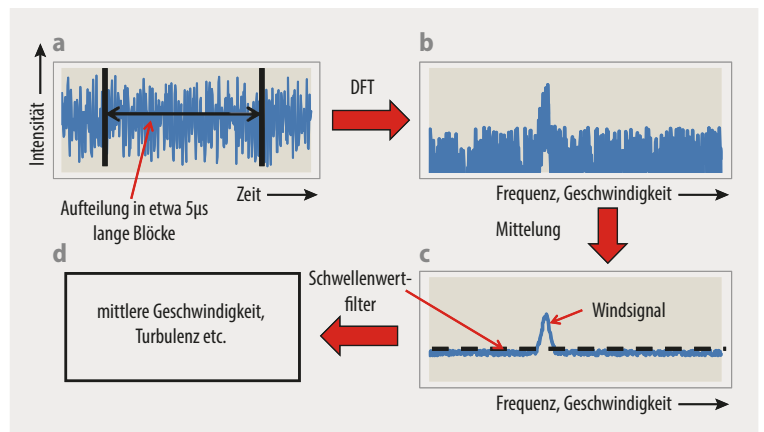 a
Intensität
Zeit
Aufteilung in etwa 5µs
lange Blöcke
DFT
b
Frequenz, Geschwindigkeit
Mittelung
c
Schwellenwert-
filter
Windsignal
Frequenz, Geschwindigkeit
d
mittlere Geschwindigkeit,
Turbulenz etc.